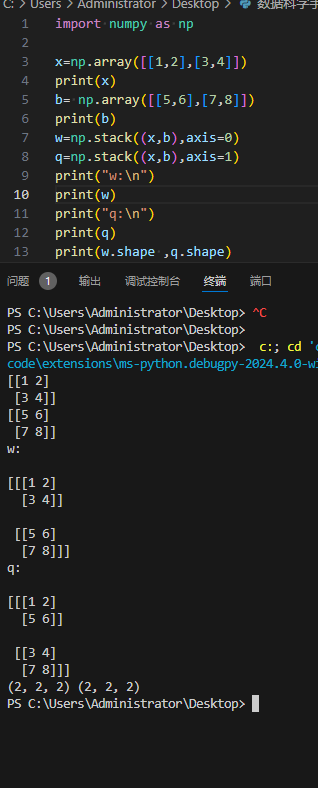 C: > Users > Administrator > Desktop > 数据科学手
1 import numpy as np
2
3 x=np.array([[1,2],[3,4]])
4 print(x)
5 b= np.array([[5,6],[7,8]])
6 print(b)
7 w=np.stack((x,b),axis=0)
8 q=np.stack((x,b),axis=1)
9 print("w:\n")
10 print(w)
11 print("q:\n")
12 print(q)
13 print(w.shape ,q.shape)
问题 1 输出 调试控制台 终端 端口
PS C:\Users\Administrator\Desktop> ^C
PS C:\Users\Administrator\Desktop>
PS C:\Users\Administrator\Desktop>  c:; cd 'c
code\extensions\ms-python.debugpy-2024.4.0-wi
[[1 2]
 [3 4]]
[[5 6]
 [7 8]]
w:

[[[1 2]
  [3 4]]

 [[5 6]
  [7 8]]]
q:

[[[1 2]
  [5 6]]

 [[3 4]
  [7 8]]]
(2, 2, 2) (2, 2, 2)
PS C:\Users\Administrator\Desktop>